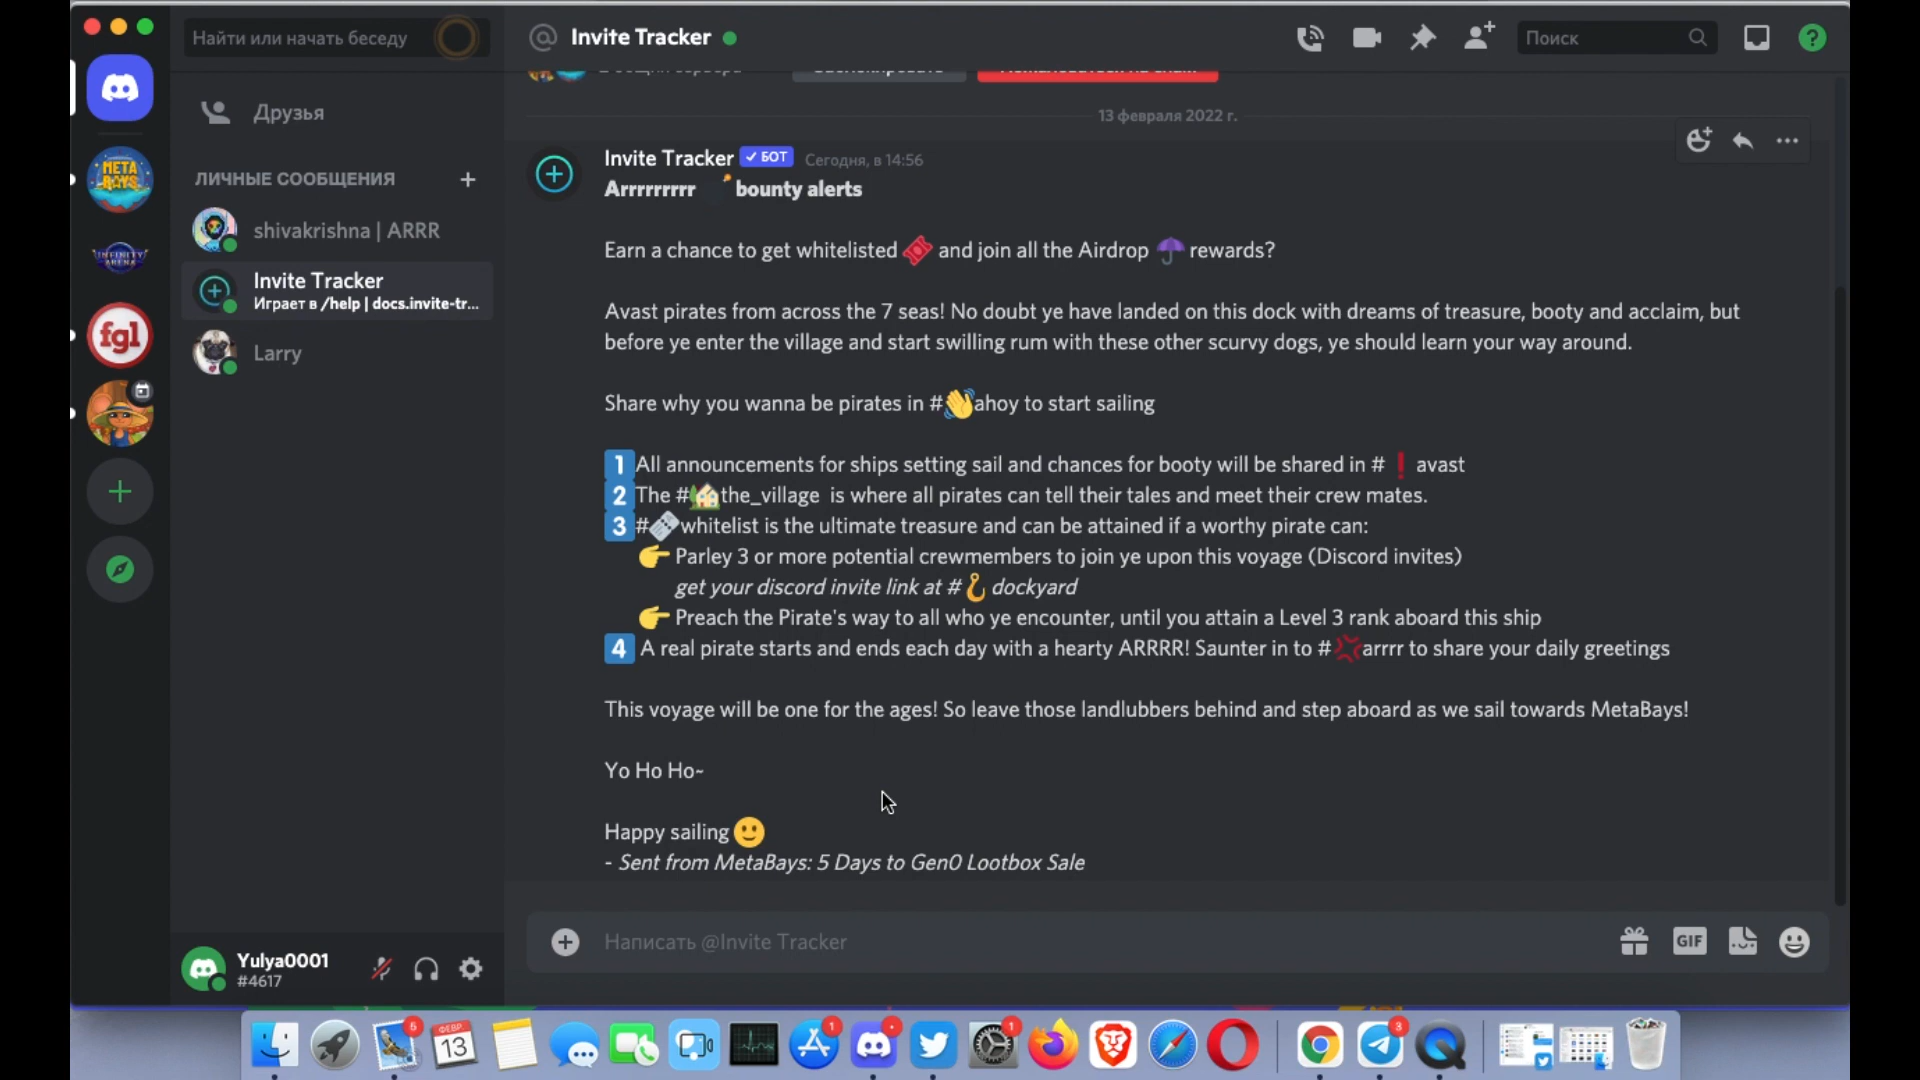 Найти или начать беседу
Invite Tracker
Поиск
?
Друзья
ЛИЧНЫЕ СООБЩЕНИЯ
shivakrishna | ARRR
Invite Tracker
Играет в /help | docs.invite-tr...
Larry
META BAYS
INFINITY ARENA
fgl
13 февраля 2022 г.
Invite Tracker БОТ Сегодня, в 14:56
Arrrrrrrrr bounty alerts
Earn a chance to get whitelisted and join all the Airdrop rewards?
Avast pirates from across the 7 seas! No doubt ye have landed on this dock with dreams of treasure, booty and acclaim, but
before ye enter the village and start swilling rum with these other scurvy dogs, ye should learn your way around.
Share why you wanna be pirates in #👋ahoy to start sailing
1 All announcements for ships setting sail and chances for booty will be shared in #❗avast
2 The #🏡the_village is where all pirates can tell their tales and meet their crew mates.
3 #whitelist is the ultimate treasure and can be attained if a worthy pirate can:
👉 Parley 3 or more potential crewmembers to join ye upon this voyage (Discord invites)
get your discord invite link at #🪝dockyard
👉 Preach the Pirate's way to all who ye encounter, until you attain a Level 3 rank aboard this ship
4 A real pirate starts and ends each day with a hearty ARRRR! Saunter in to #💢arrrr to share your daily greetings
This voyage will be one for the ages! So leave those landlubbers behind and step aboard as we sail towards MetaBays!
Yo Ho Ho~
Happy sailing 🙂
- Sent from MetaBays: 5 Days to Gen0 Lootbox Sale
Написать @Invite Tracker
GIF
Yulya0001
#4617
5
ФЕВР
13
1
1
3